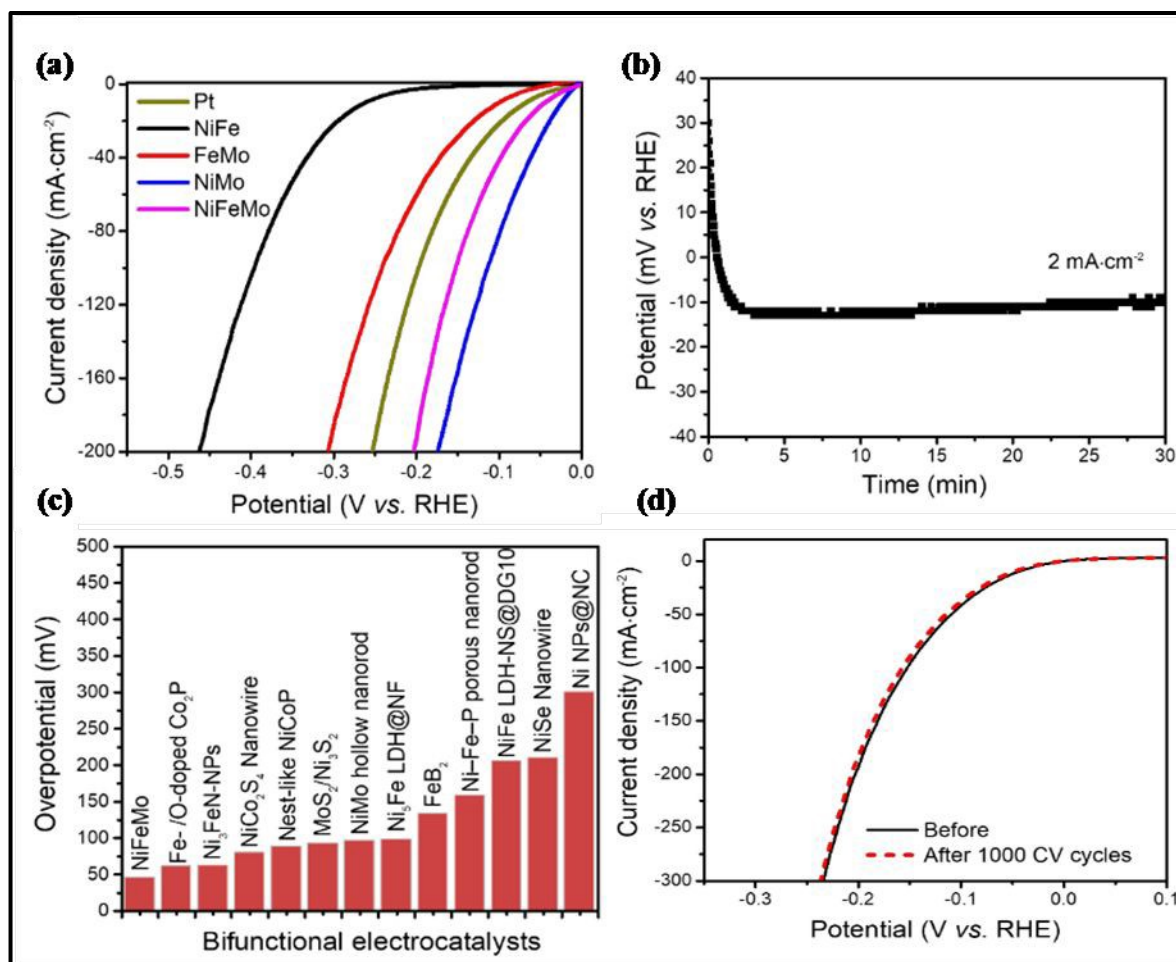 (a)
Current density (mA·cm⁻²)
0
-40
-80
-120
-160
-200
Pt
NiFe
FeMo
NiMo
NiFeMo
-0.5
-0.4
-0.3
-0.2
-0.1
0.0
Potential (V vs. RHE)
(b)
Potential (mV vs. RHE)
40
30
20
10
0
-10
-20
-30
-40
2 mA·cm⁻²
0
5
10
15
20
25
30
Time (min)
(c)
Overpotential (mV)
500
450
400
350
300
250
200
150
100
50
0
NiFeMo
Fe- /O-doped Co₂P
Ni₃FeN-NPs
NiCo₂S₄ Nanowire
Nest-like NiCoP
MoS₂/Ni₃S₂
NiMo hollow nanorod
Ni₅Fe LDH@NF
FeB₂
Ni–Fe–P porous nanorod
NiFe LDH-NS@DG10
NiSe Nanowire
Ni NPs@NC
Bifunctional electrocatalysts
(d)
Current density (mA·cm⁻²)
0
-50
-100
-150
-200
-250
-300
Before
After 1000 CV cycles
-0.3
-0.2
-0.1
0.0
0.1
Potential (V vs. RHE)